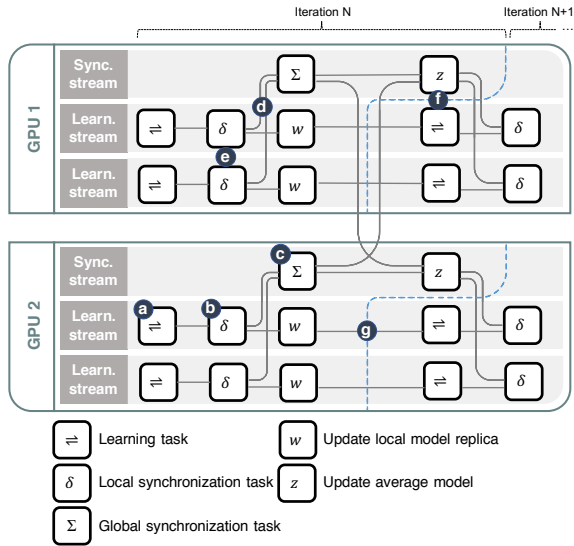 Iteration N
Iteration N+1
...
GPU 1
Sync. stream
Σ
z
f
d
Learn. stream
⇌
δ
w
⇌
δ
e
Learn. stream
⇌
δ
w
⇌
δ
GPU 2
Sync. stream
c
Σ
z
a
b
Learn. stream
⇌
δ
w
g
⇌
δ
Learn. stream
⇌
δ
w
⇌
δ
⇌ Learning task
w Update local model replica
δ Local synchronization task
z Update average model
Σ Global synchronization task